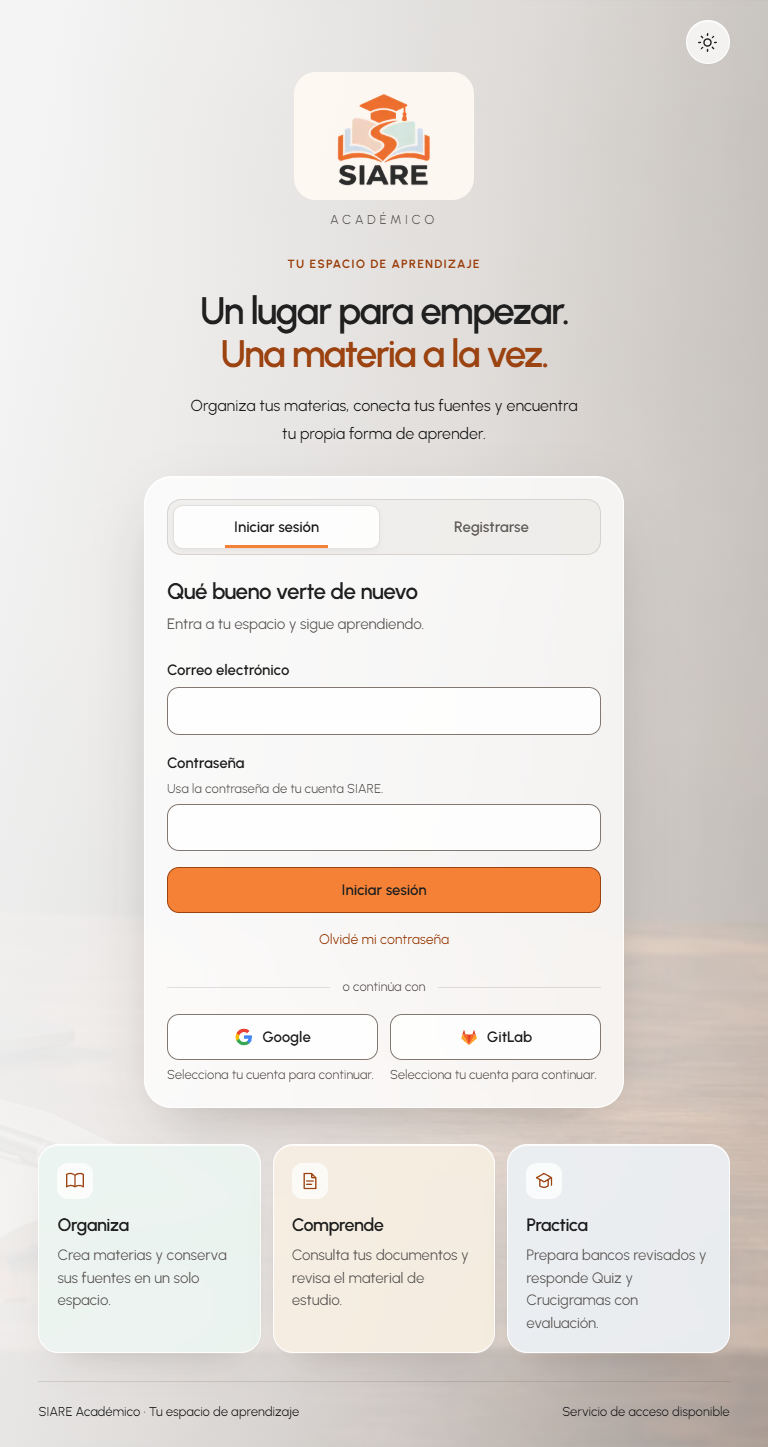 SIARE
ACADÉMICO
TU ESPACIO DE APRENDIZAJE
Un lugar para empezar.
Una materia a la vez.
Organiza tus materias, conecta tus fuentes y encuentra
tu propia forma de aprender.
Iniciar sesión
Registrarse
Qué bueno verte de nuevo
Entra a tu espacio y sigue aprendiendo.
Correo electrónico
Contraseña
Usa la contraseña de tu cuenta SIARE.
Iniciar sesión
Olvidé mi contraseña
o continúa con
Google
GitLab
Selecciona tu cuenta para continuar.
Selecciona tu cuenta para continuar.
Organiza
Crea materias y conserva
sus fuentes en un solo
espacio.
Comprende
Consulta tus documentos y
revisa el material de
estudio.
Practica
Prepara bancos revisados y
responde Quiz y
Crucigramas con
evaluación.
SIARE Académico · Tu espacio de aprendizaje
Servicio de acceso disponible